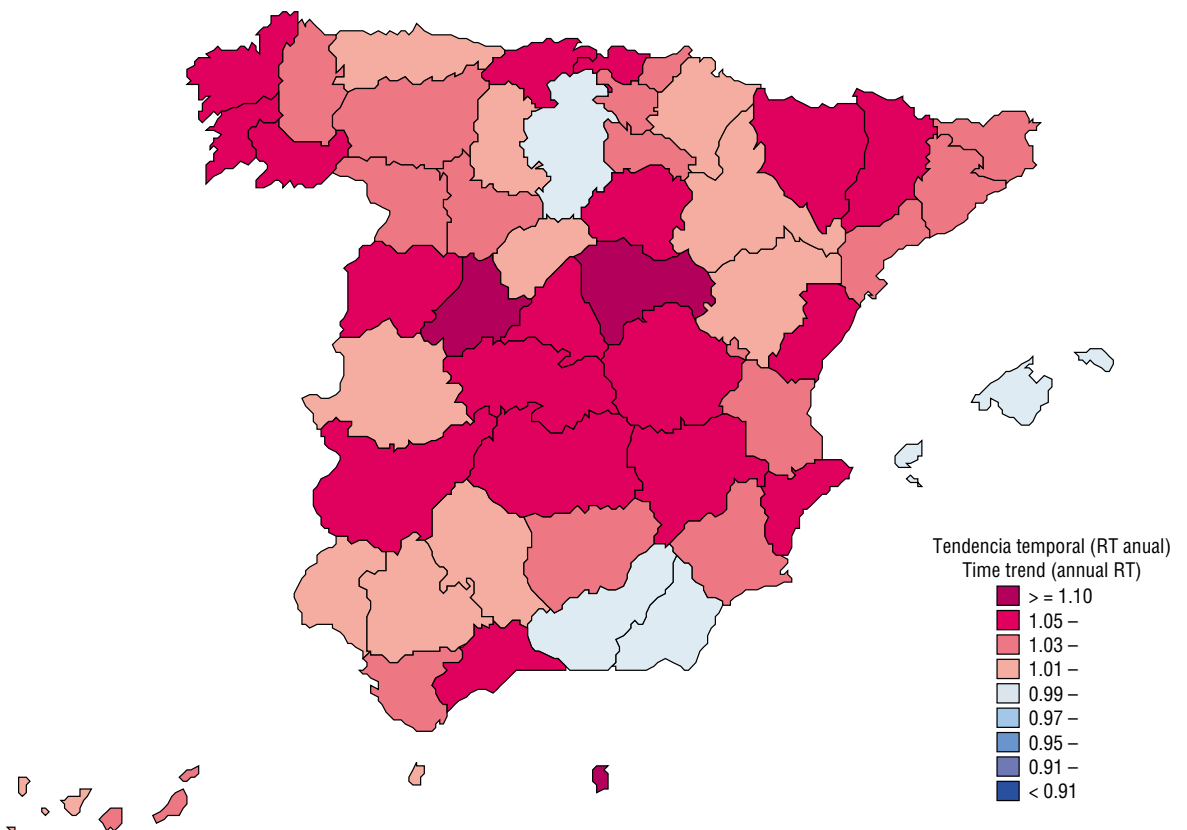 Tendencia temporal (RT anual)
Time trend (annual RT)
> = 1.10
1.05 –
1.03 –
1.01 –
0.99 –
0.97 –
0.95 –
0.91 –
< 0.91